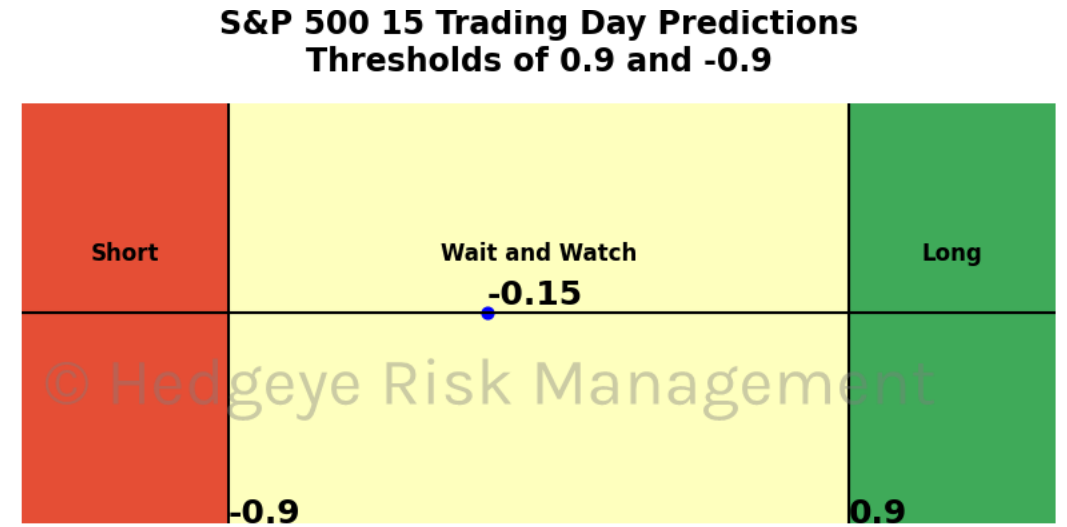 S&P 500 15 Trading Day Predictions
Thresholds of 0.9 and -0.9
Short
Wait and Watch
Long
-0.15
© Hedgeye Risk Management
-0.9
0.9